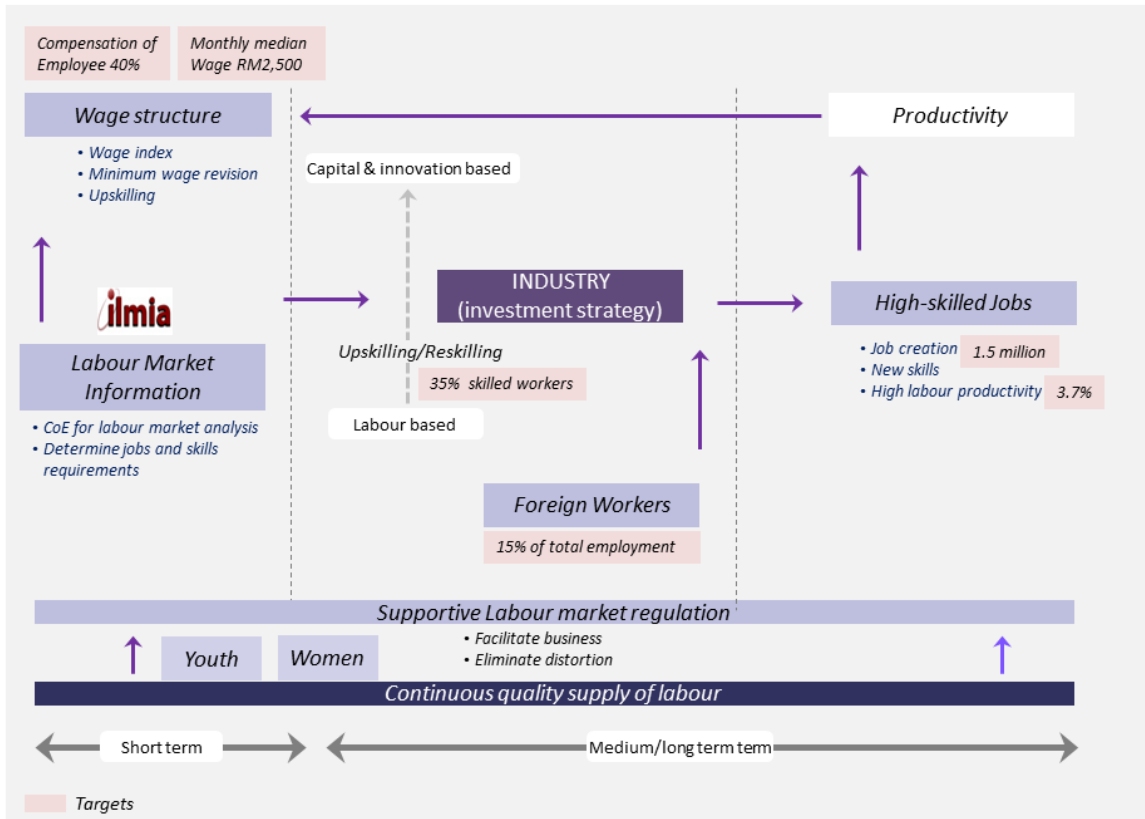 Compensation of
Employee 40%
Monthly median
Wage RM2,500
Wage structure
• Wage index
• Minimum wage revision
• Upskilling
Productivity
Capital & innovation based
ilmia
INDUSTRY
(investment strategy)
High-skilled Jobs
• Job creation
1.5 million
• New skills
• High labour productivity
3.7%
Labour Market
Information
• CoE for labour market analysis
• Determine jobs and skills
requirements
Upskilling/Reskilling
35% skilled workers
Labour based
Foreign Workers
15% of total employment
Supportive Labour market regulation
Youth
Women
• Facilitate business
• Eliminate distortion
Continuous quality supply of labour
Short term
Medium/long term term
Targets